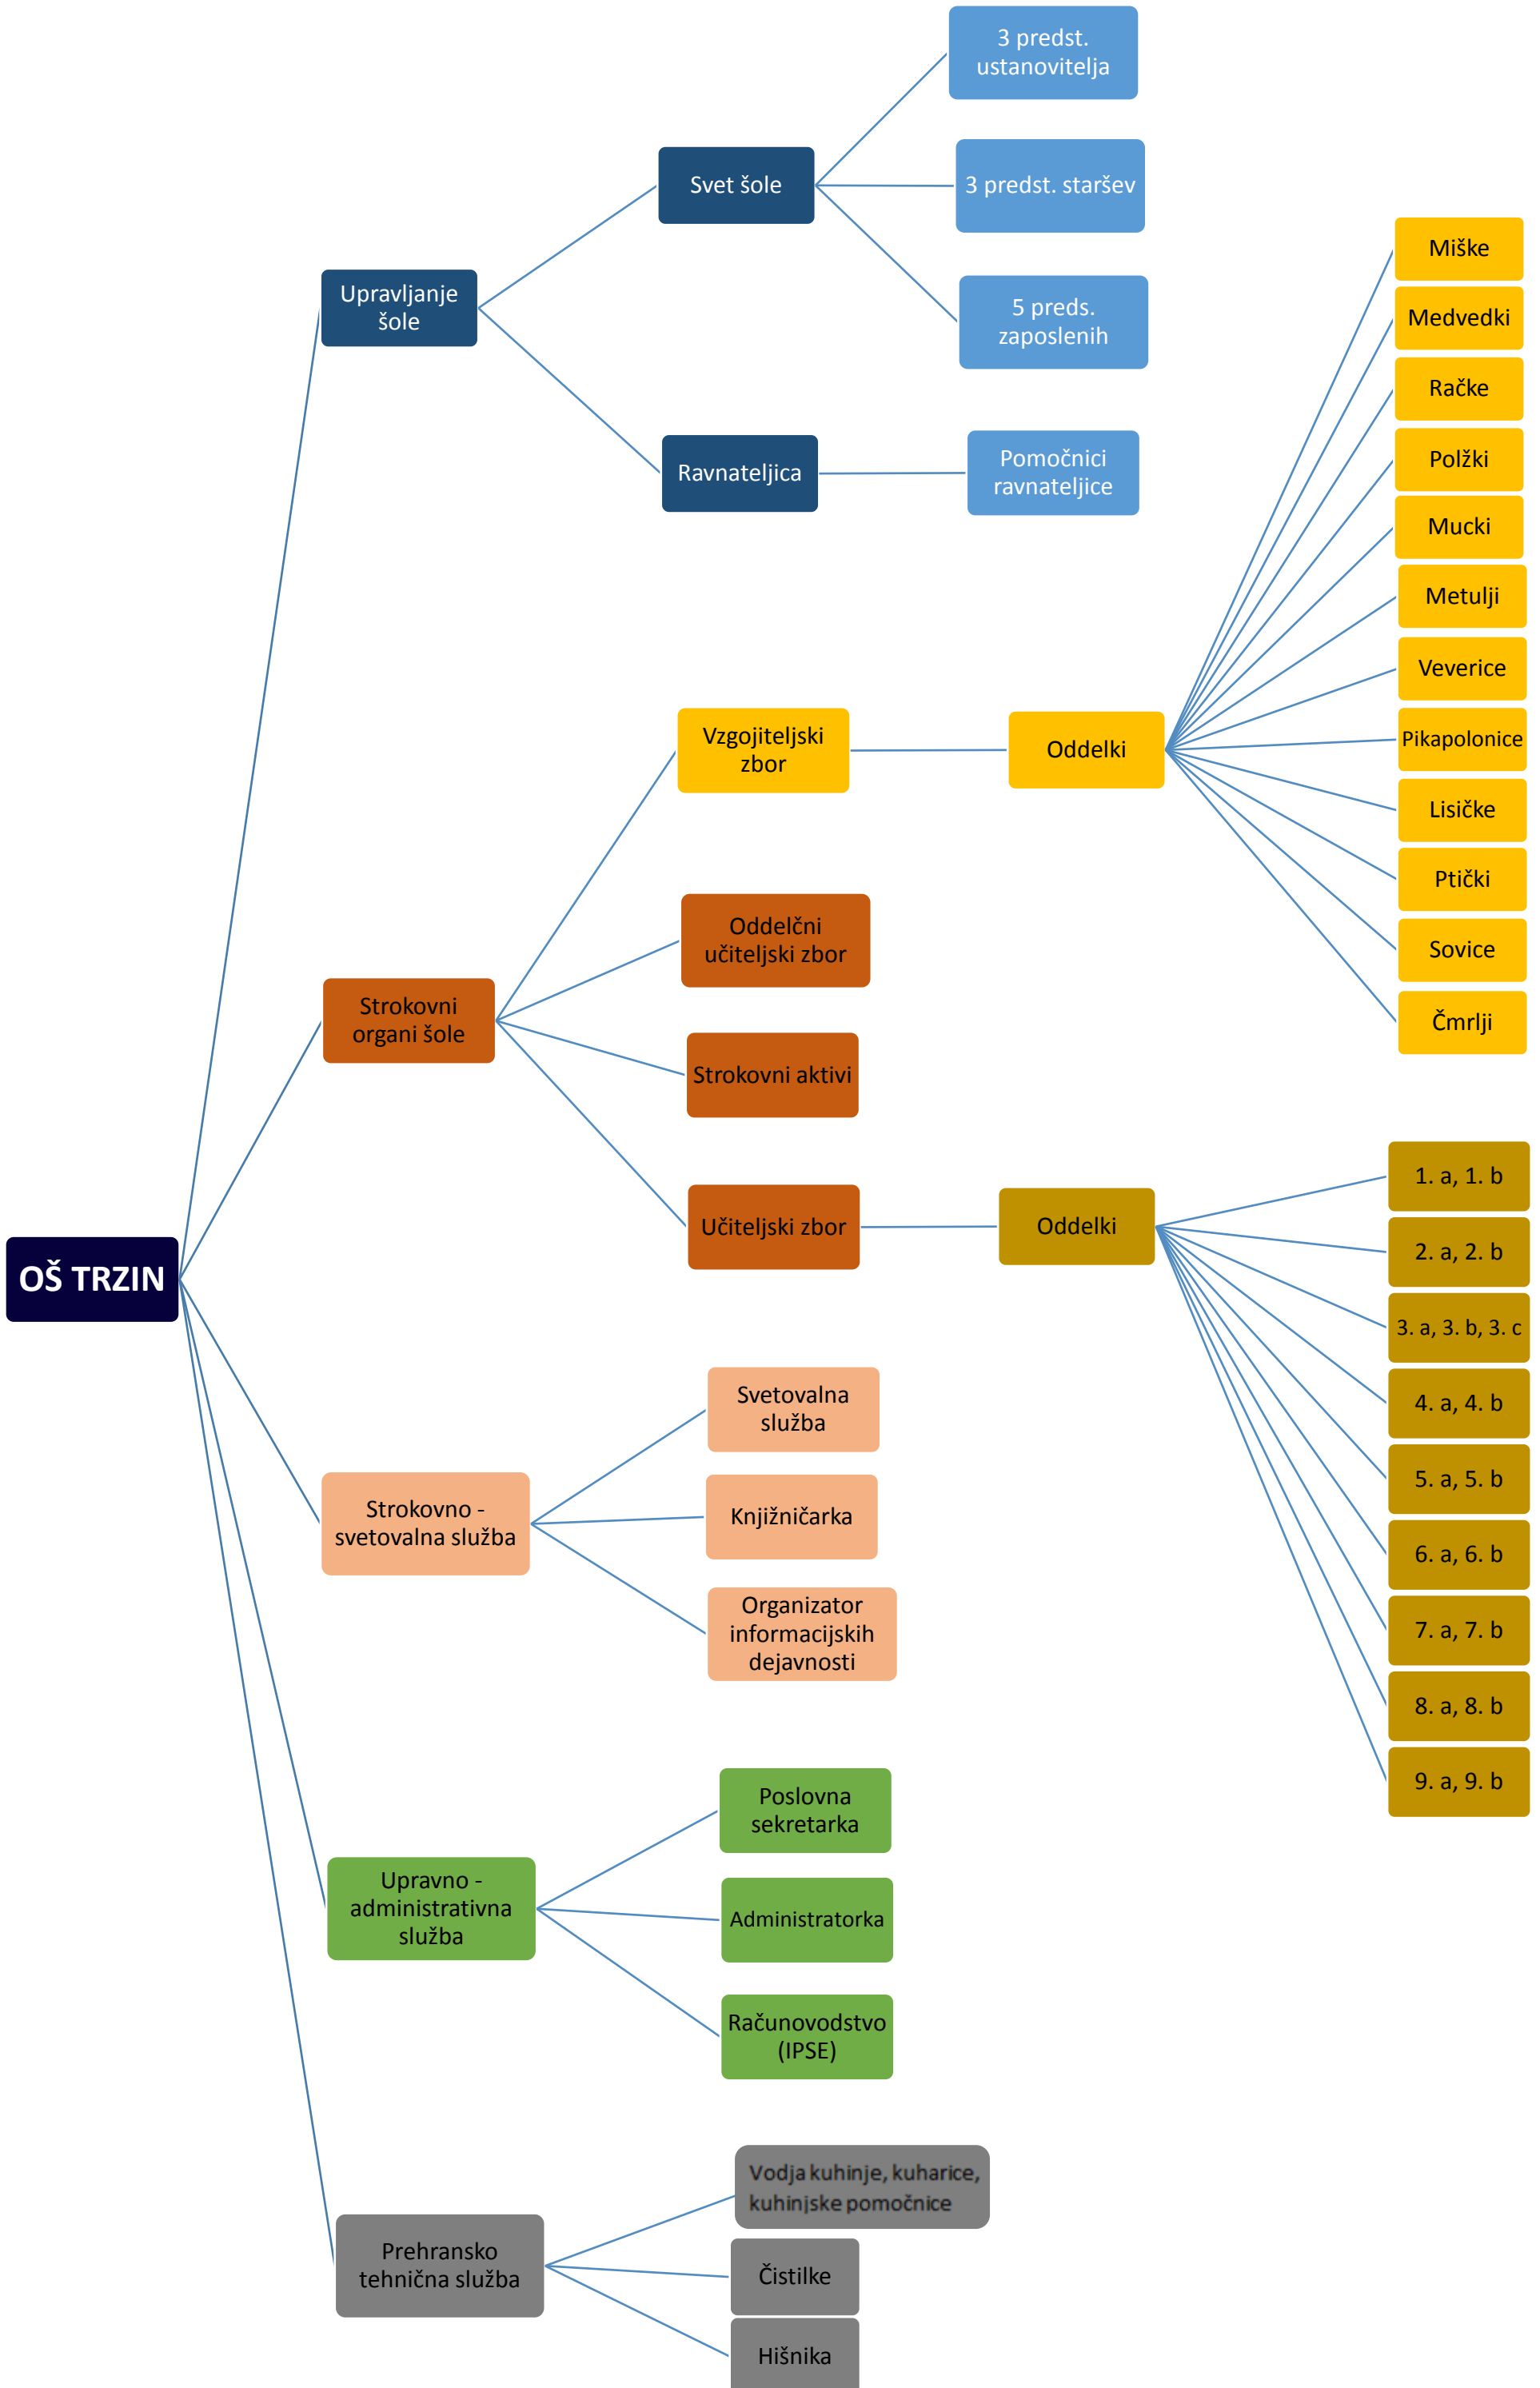 3 predst.
ustanovitelja
Svet šole
3 predst. staršev
Upravljanje
šole
5 preds.
zaposlenih
Ravnateljica
Pomočnici
ravnateljice
Miške
Medvedki
Račke
Polžki
Mucki
Metulji
Veverice
Pikapolonice
Lisičke
Ptički
Sovice
Čmrlji
Vzgojiteljski
zbor
Oddelki
Oddelčni
učiteljski zbor
Strokovni
organi šole
Strokovni aktivi
Učiteljski zbor
Oddelki
1. a, 1. b
2. a, 2. b
3. a, 3. b, 3. c
4. a, 4. b
5. a, 5. b
6. a, 6. b
7. a, 7. b
8. a, 8. b
9. a, 9. b
OŠ TRZIN
Svetovalna
služba
Strokovno -
svetovalna služba
Knjižničarka
Organizator
informacijskih
dejavnosti
Poslovna
sekretarka
Upravno -
administrativna
služba
Administratorka
Računovodstvo
(IPSE)
Vodja kuhinje, kuharice,
kuhinjske pomočnice
Prehransko
tehnična služba
Čistilke
Hišnika